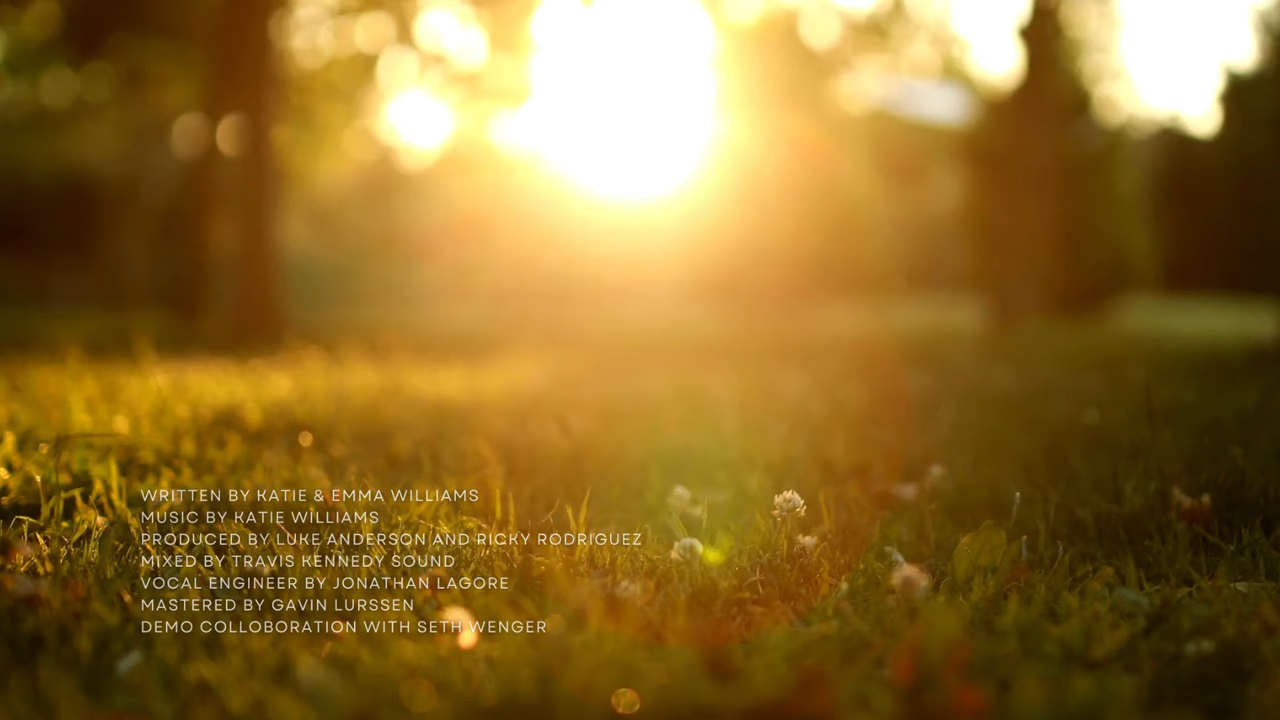 WRITTEN BY KATIE & EMMA WILLIAMS
MUSIC BY KATIE WILLIAMS
PRODUCED BY LUKE ANDERSON AND RICKY RODRIGUEZ
MIXED BY TRAVIS KENNEDY SOUND
VOCAL ENGINEER BY JONATHAN LAGORE
MASTERED BY GAVIN LURSSEN
DEMO COLLOBORATION WITH SETH WENGER